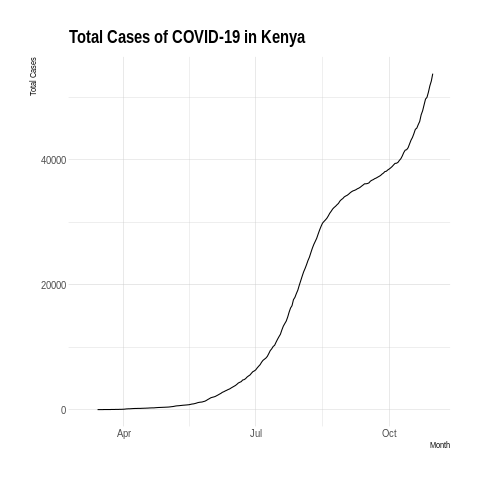 Total Cases of COVID-19 in Kenya
Total Cases
40000
20000
0
Apr Jul Oct
Month